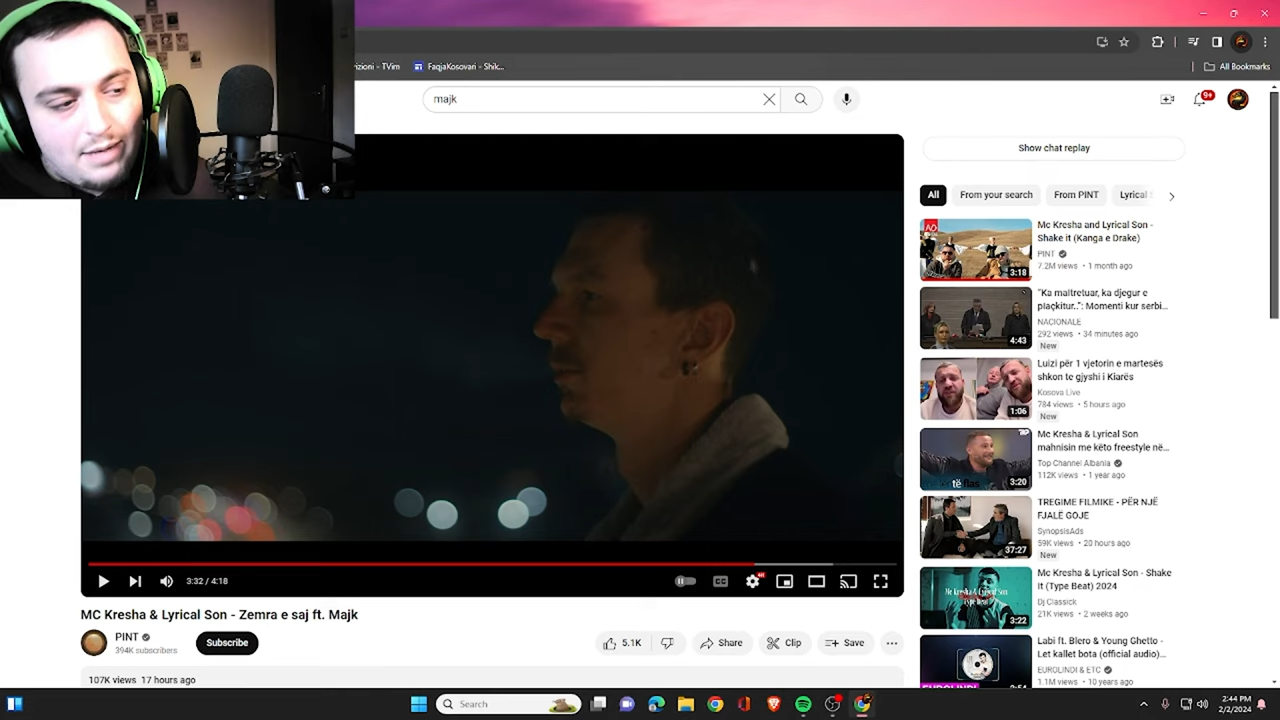 FaqjaKosovari - Shik...
All Bookmarks
majk
9+
Show chat replay
All
From your search
From PINT
Lyrical
Mc Kresha and Lyrical Son -
Shake it (Kanga e Drake)
PINT
7.2M views • 1 month ago
3:18
"Ka maltretuar, ka djegur e
plaçkitur..": Momenti kur serbi...
NACIONALE
292 views • 34 minutes ago
New
4:43
Luizi për 1 vjetorin e martesës
shkon te gjyshi i Kiarës
Kosova Live
784 views • 5 hours ago
New
1:06
Mc Kresha & Lyrical Son
mahnisin me këto freestyle në...
Top Channel Albania
112K views • 1 year ago
të
3:20
TREGIME FILMIKE - PËR NJË
FJALË GOJE
SynopsisAds
59K views • 20 hours ago
New
37:27
Mc Kresha & Lyrical Son - Shake
It (Type Beat) 2024
Dj Classick
21K views • 2 weeks ago
3:22
Labi ft. Blero & Young Ghetto -
Let kallet bota (official audio)...
EUROLINDI & ETC
1.1M views • 10 years ago
EUROLINDI
3:32 / 4:18
MC Kresha & Lyrical Son - Zemra e saj ft. Majk
PINT
394K subscribers
Subscribe
Share
Clip
Save
107K views 17 hours ago
Search
2:44 PM
2/2/2024